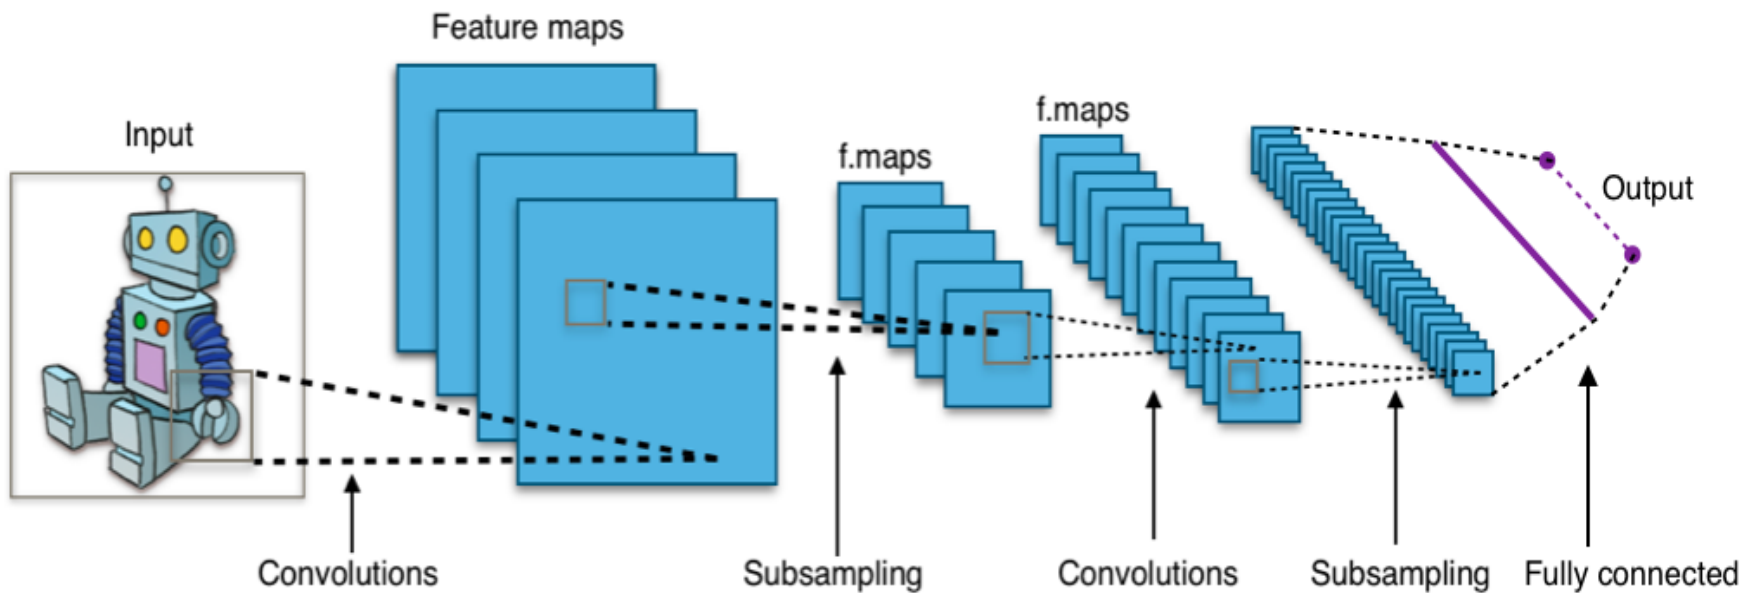 Feature maps
f.maps
Input
f.maps
Output
Convolutions
Subsampling
Convolutions
Subsampling
Fully connected